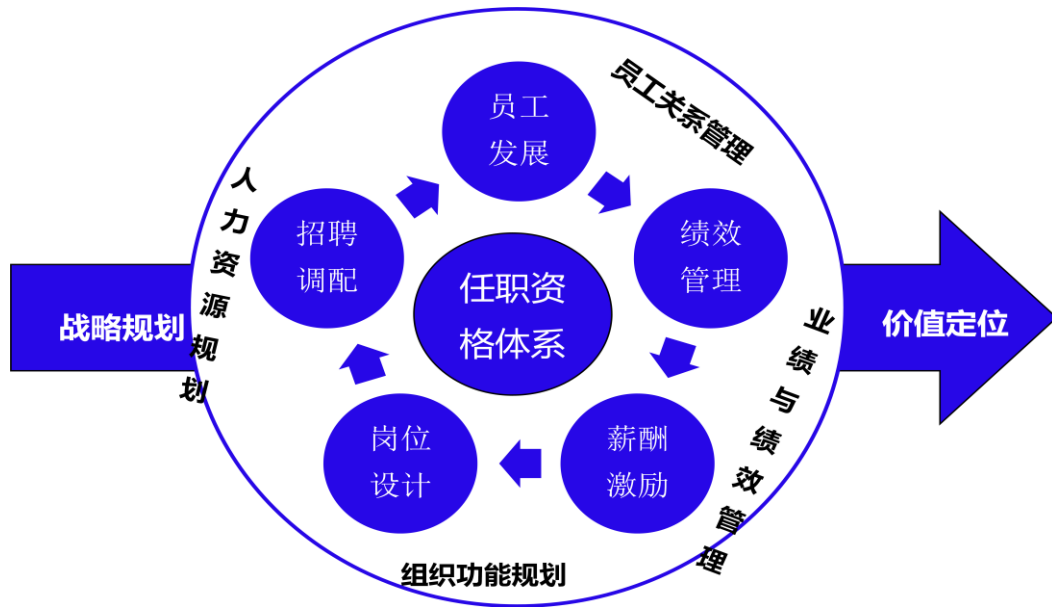 员工
发展
员工关系管理
人力资源规划
招聘
调配
绩效
管理
任职资
格体系
战略规划
价值定位
业绩与绩效管理
岗位
设计
薪酬
激励
组织功能规划